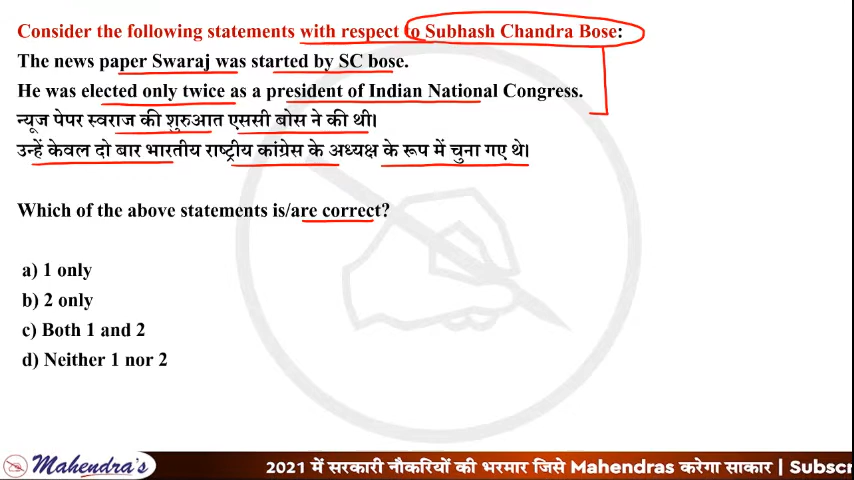 Consider the following statements with respect to Subhash Chandra Bose:
The news paper Swaraj was started by SC bose.
He was elected only twice as a president of Indian National Congress.
न्यूज पेपर स्वराज की शुरुआत एससी बोस ने की थी।
उन्हें केवल दो बार भारतीय राष्ट्रीय कांग्रेस के अध्यक्ष के रूप में चुना गए थे।
Which of the above statements is/are correct?
a) 1 only
b) 2 only
c) Both 1 and 2
d) Neither 1 nor 2
Mahendra's
2021 में सरकारी नौकरियों की भरमार जिसे Mahendras करेगा साकार | Subscr